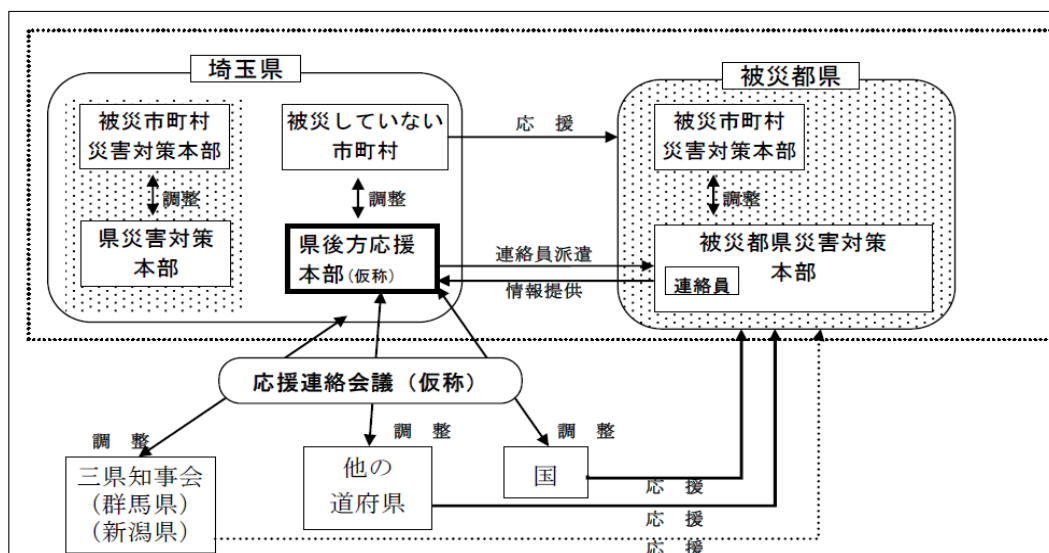 埼玉県
被災都県
被災市町村
災害対策本部
被災していない
市町村
応 援
被災市町村
災害対策本部
調整
調整
調整
県災害対策
本部
県後方応援
本部(仮称)
連絡員派遣
情報提供
被災都県災害対策
本部
連絡員
応援連絡会議(仮称)
調 整
調 整
調 整
三県知事会
(群馬県)
(新潟県)
他の
道府県
国
応 援
応 援
応 援